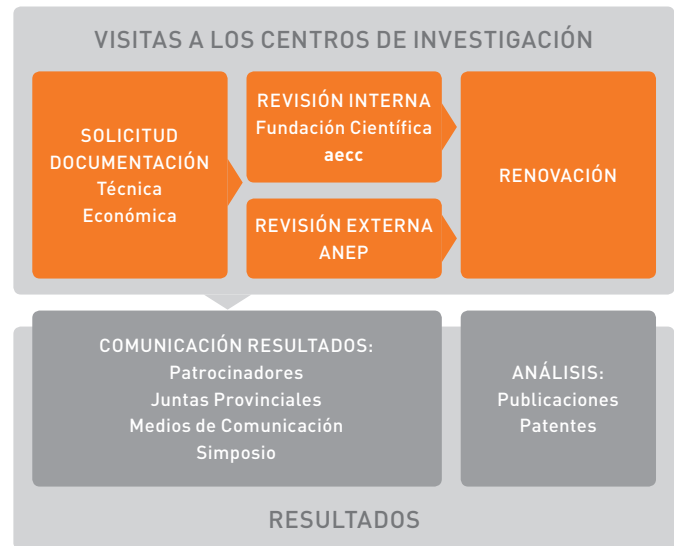 VISITAS A LOS CENTROS DE INVESTIGACIÓN
SOLICITUD
DOCUMENTACIÓN
Técnica
Económica
REVISIÓN INTERNA
Fundación Científica
aecc
REVISIÓN EXTERNA
ANEP
RENOVACIÓN
COMUNICACIÓN RESULTADOS:
Patrocinadores
Juntas Provinciales
Medios de Comunicación
Simposio
ANÁLISIS:
Publicaciones
Patentes
RESULTADOS